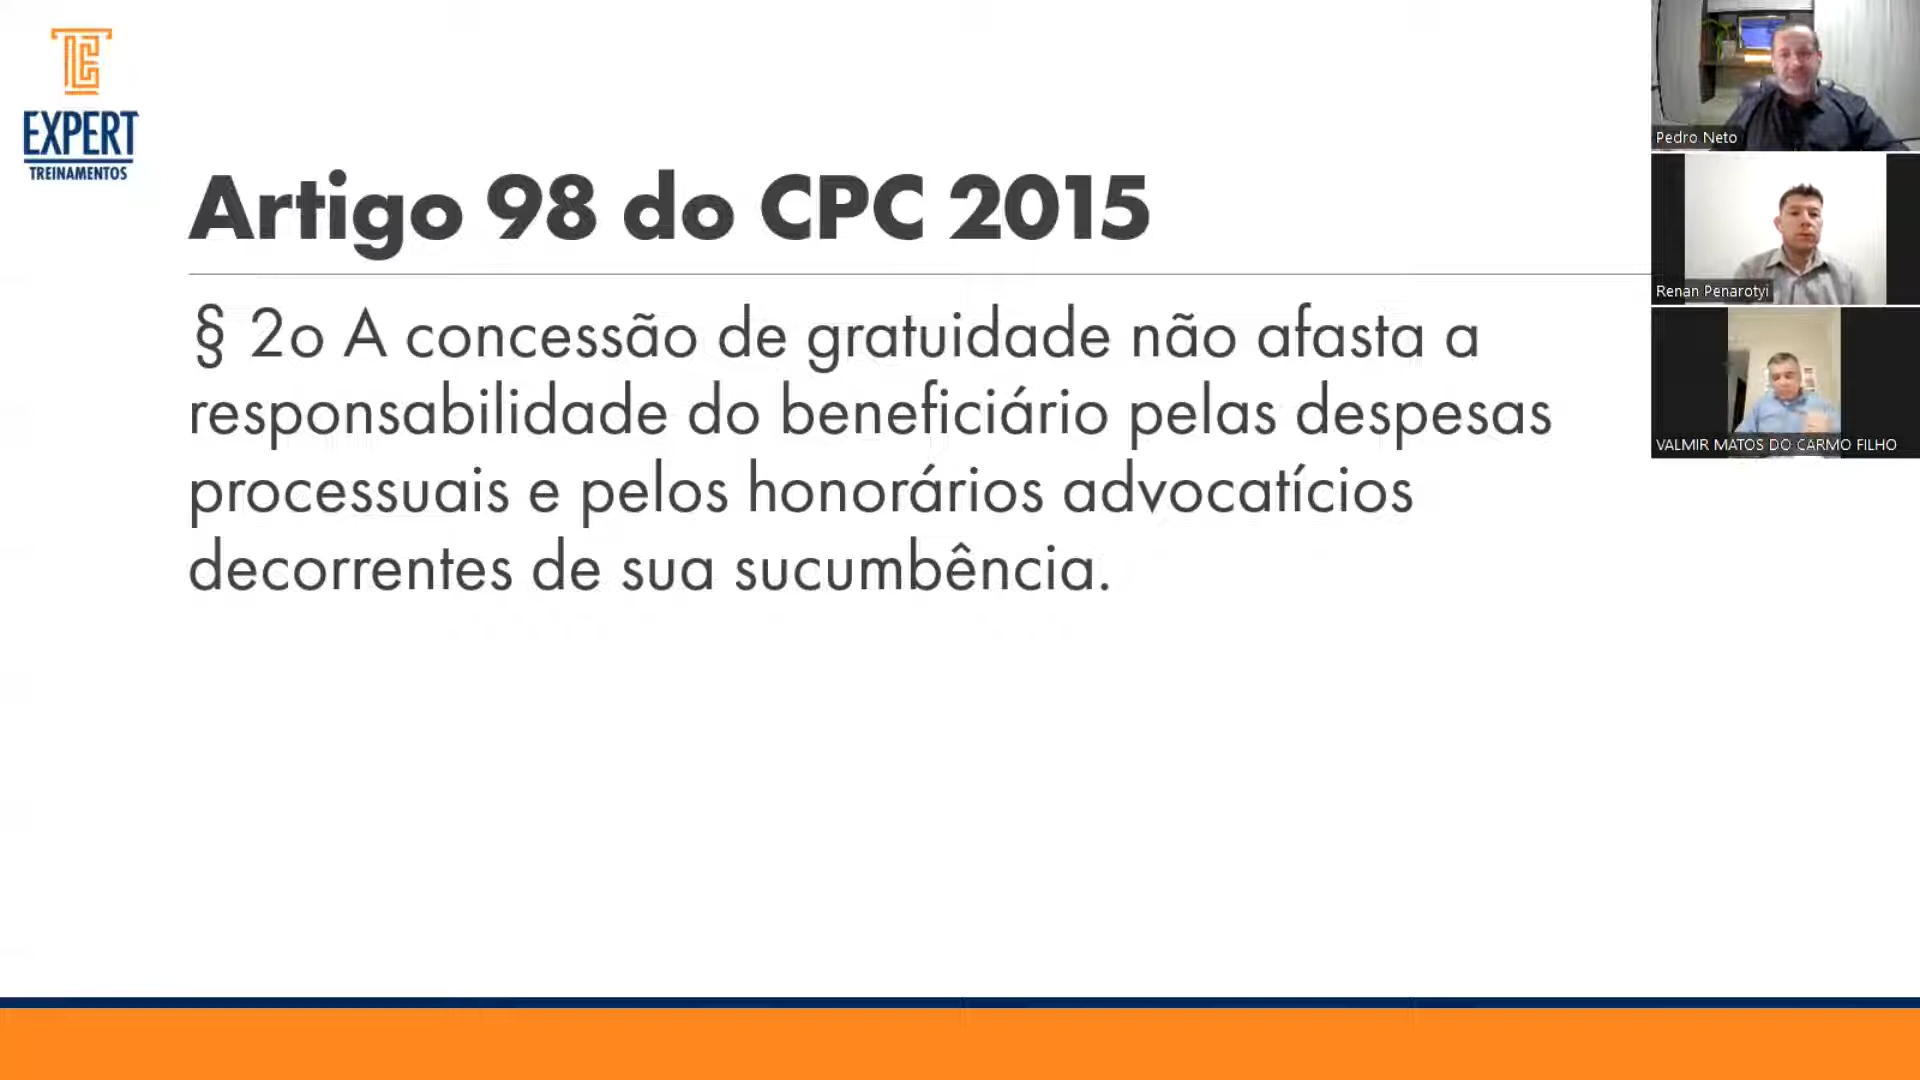 EXPERT
TREINAMENTOS
Artigo 98 do CPC 2015
§ 2o A concessão de gratuidade não afasta a
responsabilidade do beneficiário pelas despesas
processuais e pelos honorários advocatícios
decorrentes de sua sucumbência.
Pedro Neto
Renan Penarotyi
VALMIR MATOS DO CARMO FILHO